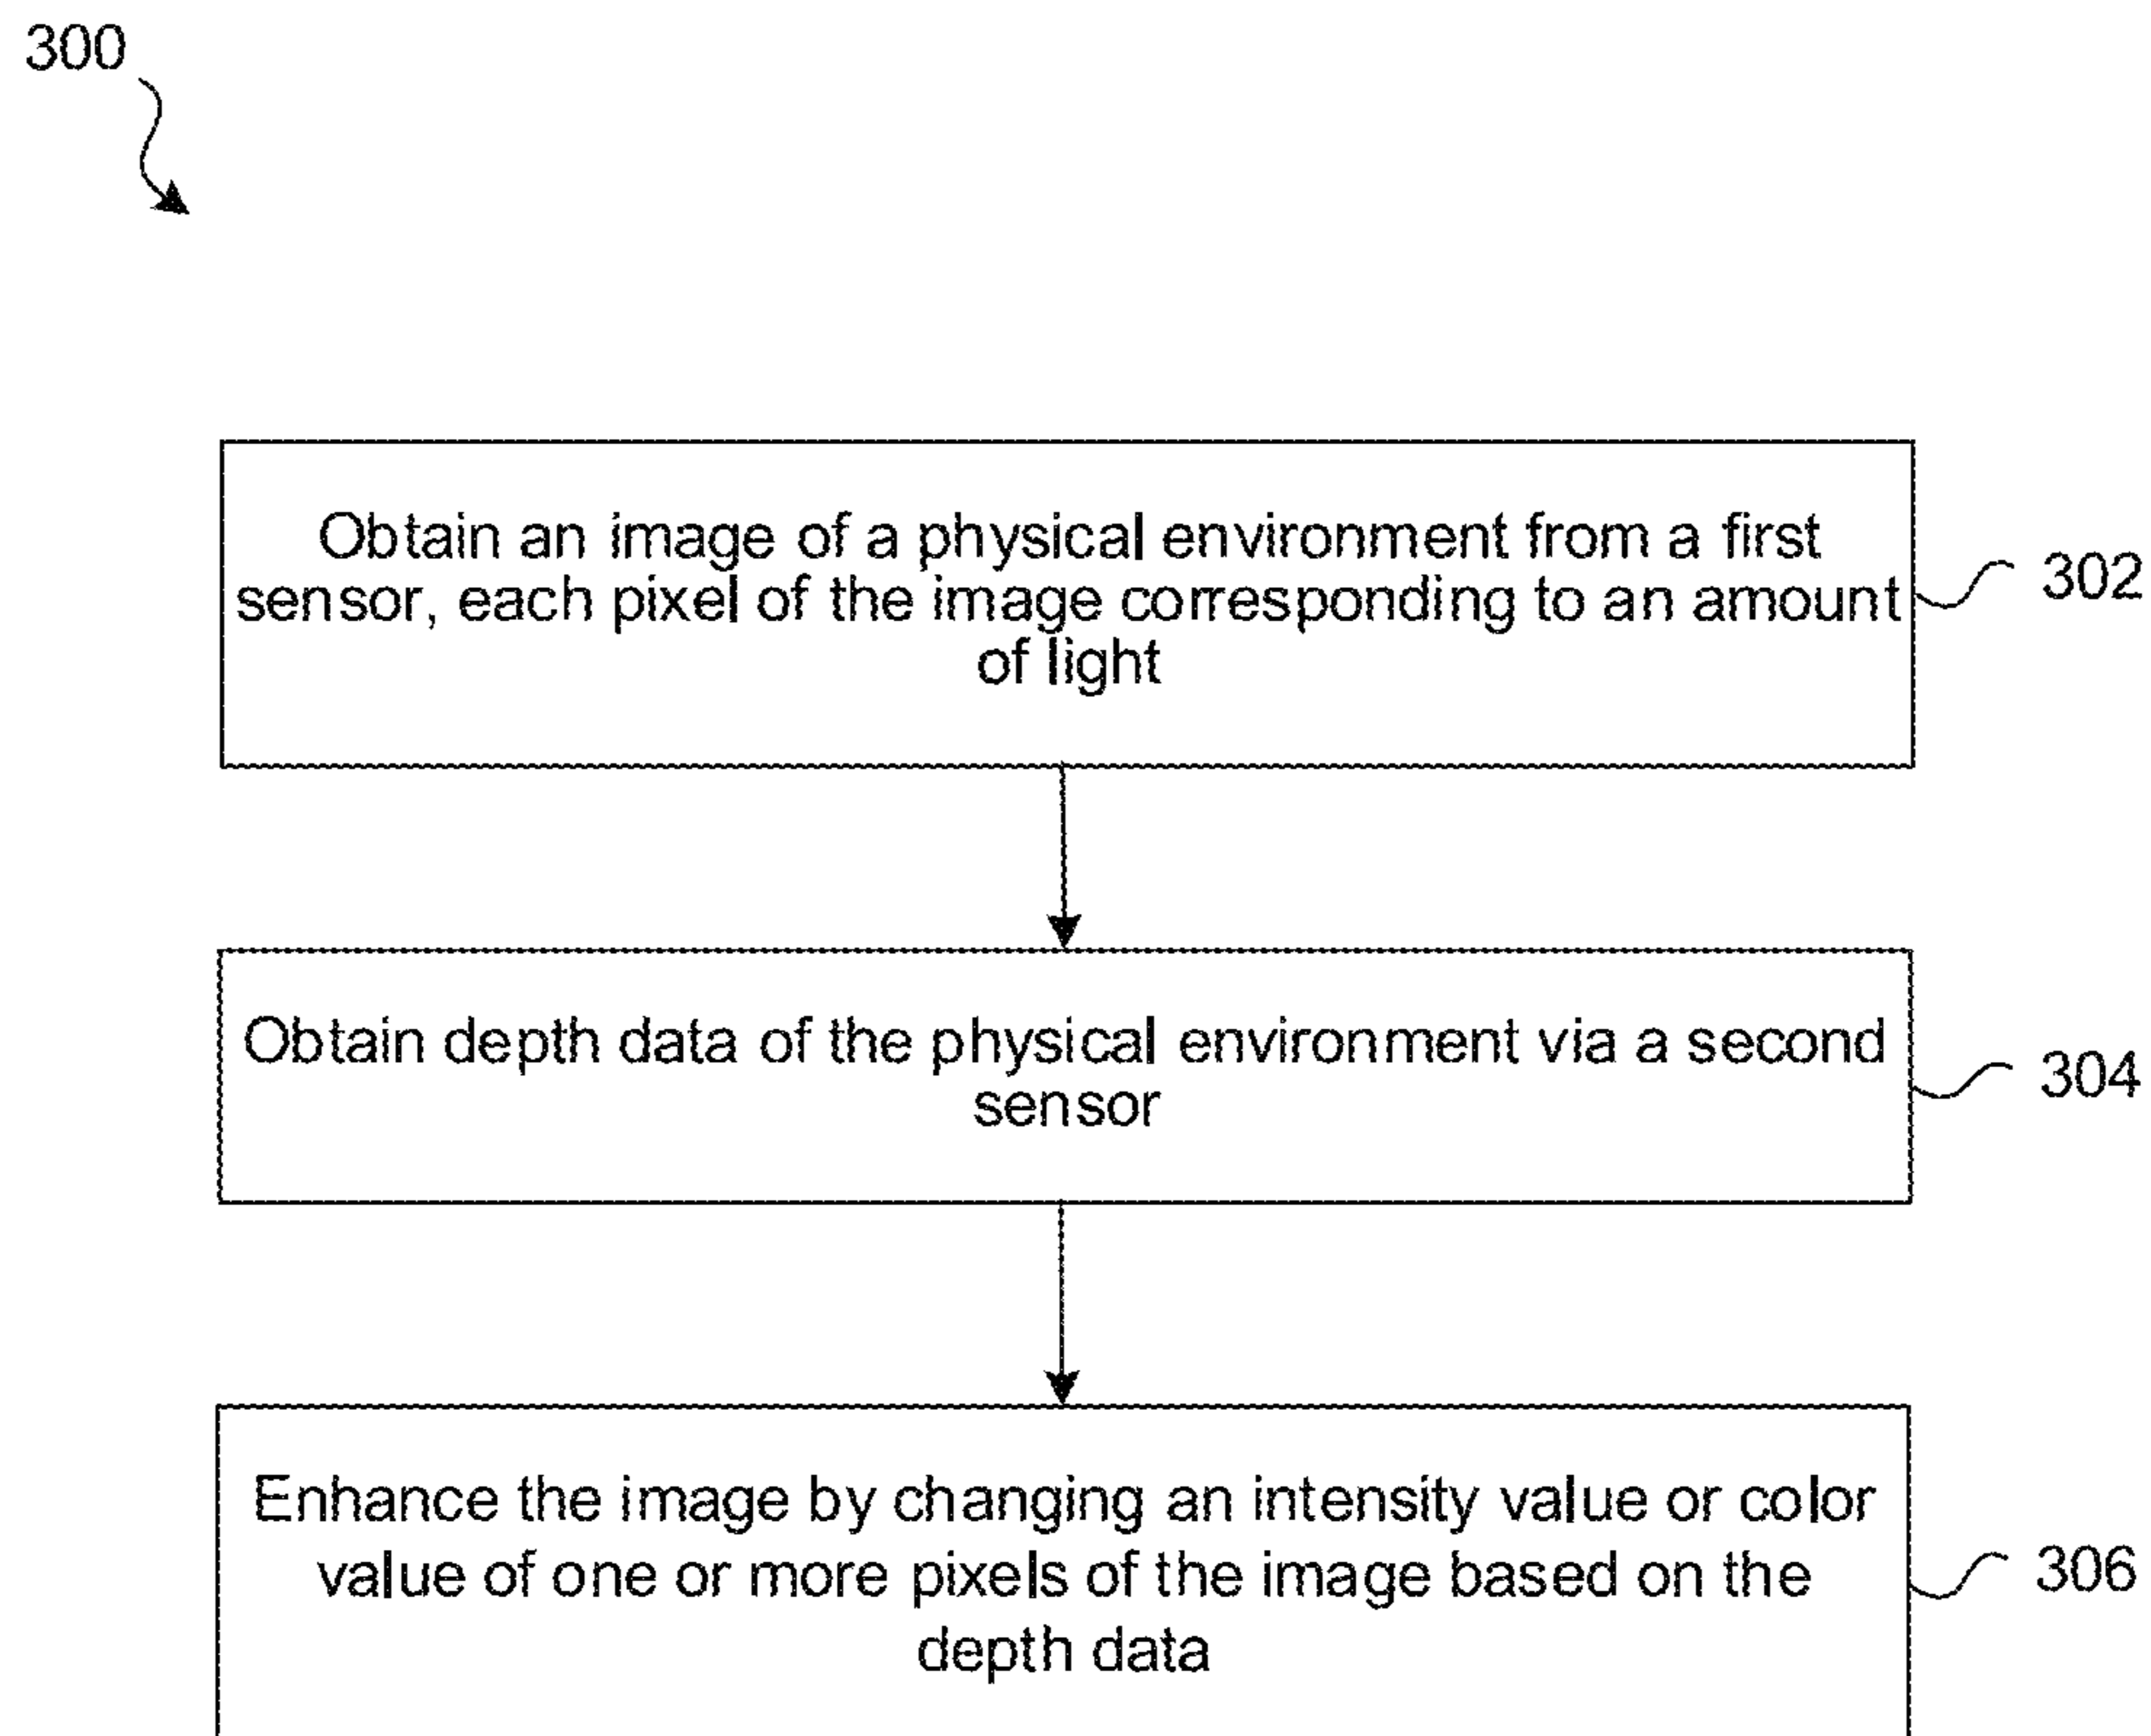 300
Obtain an image of a physical environment from a first
sensor, each pixel of the image corresponding to an amount
of light
302
Obtain depth data of the physical environment via a second
sensor
304
Enhance the image by changing an intensity value or color
value of one or more pixels of the image based on the
depth data
306